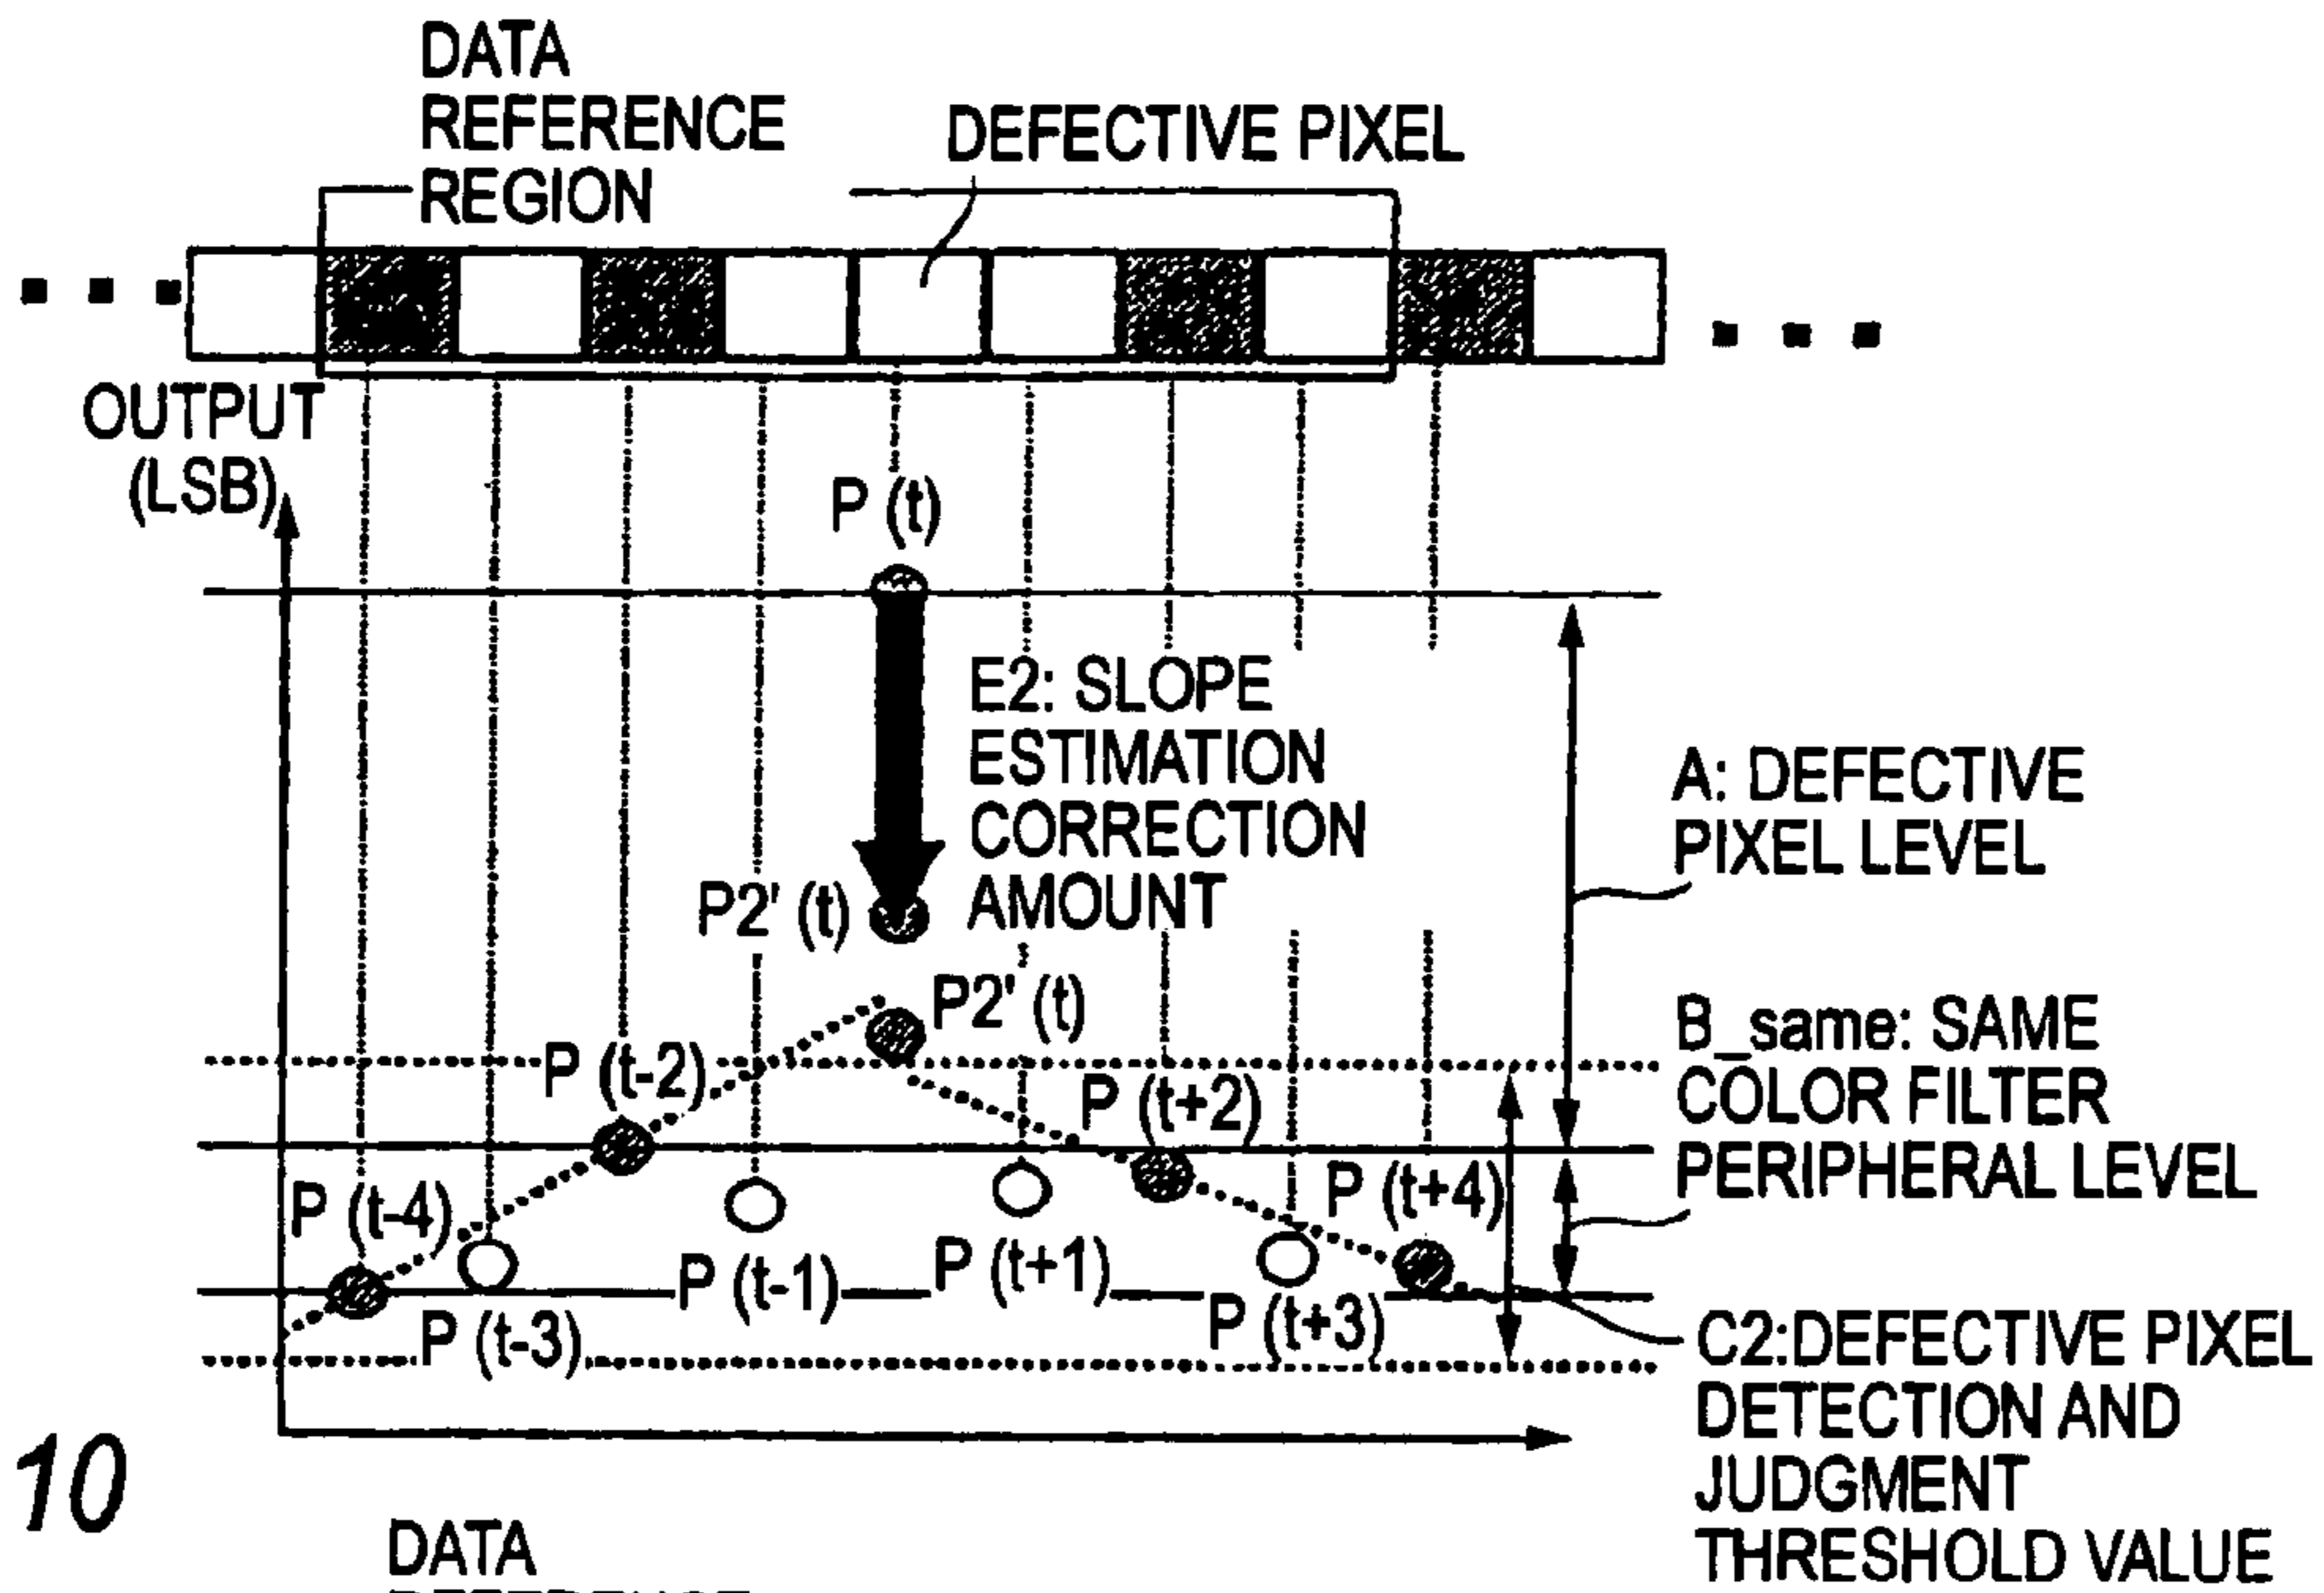 DATA
REFERENCE
REGION
DEFECTIVE PIXEL
OUTPUT
(LSB)
P (t)
E2: SLOPE
ESTIMATION
CORRECTION
AMOUNT
A: DEFECTIVE
PIXEL LEVEL
P2' (t)
P2' (t)
B_same: SAME
COLOR FILTER
PERIPHERAL LEVEL
P (t-2)
P (t+2)
P (t-4)
P (t+4)
P (t-1)
P (t+1)
P (t-3)
P (t+3)
C2:DEFECTIVE PIXEL
DETECTION AND
JUDGMENT
THRESHOLD VALUE
10
DATA